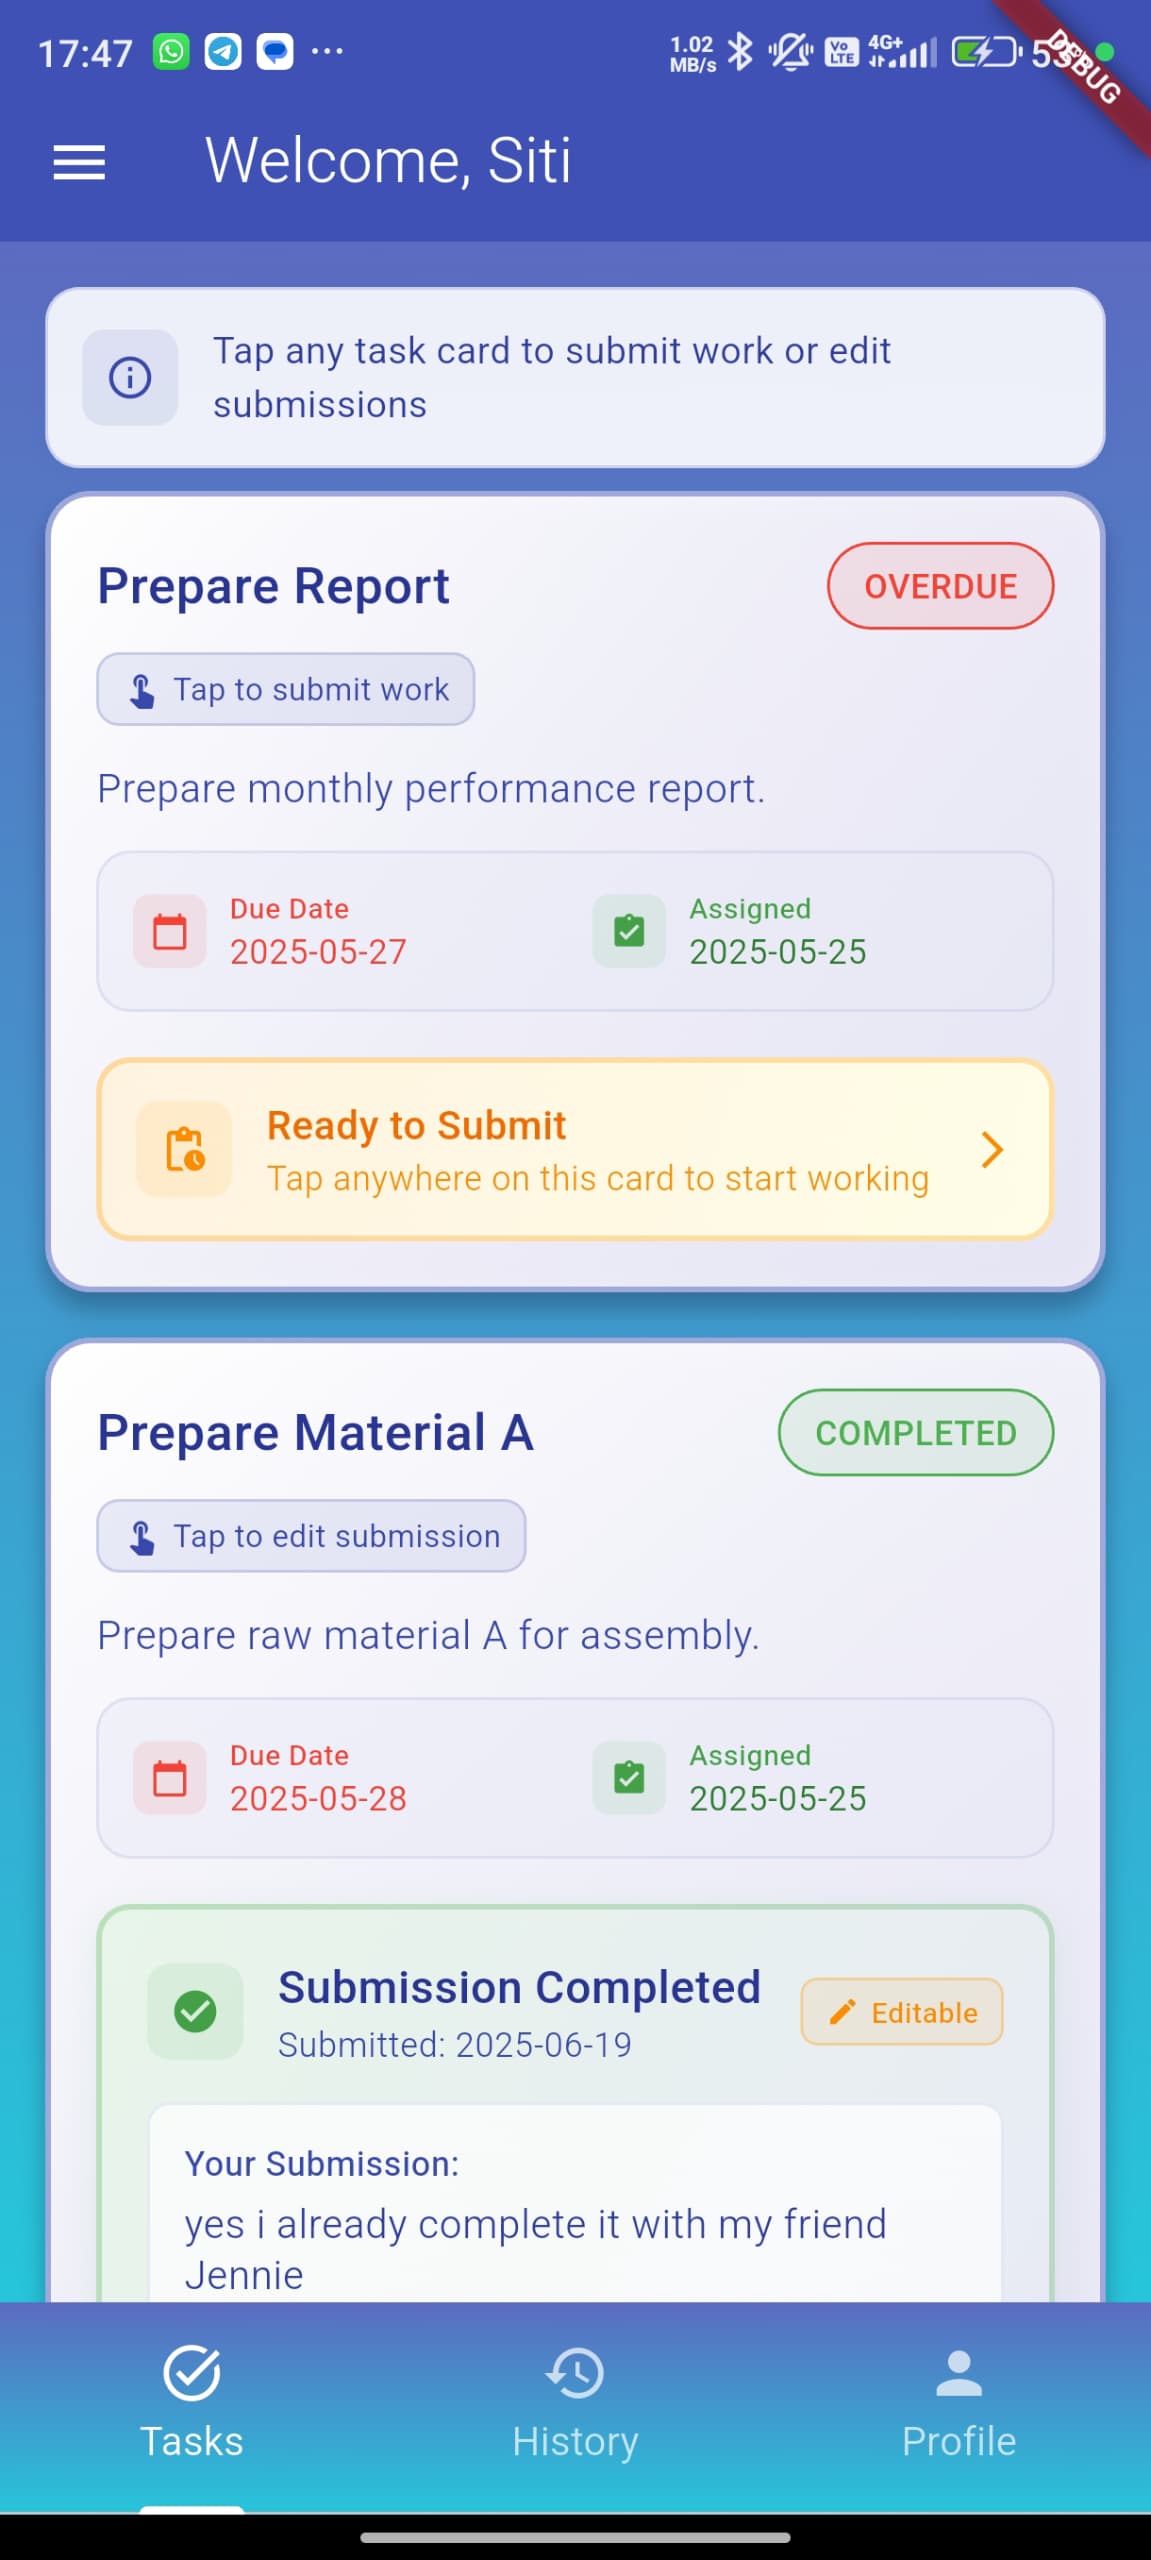 17:47
1.02
MB/s
Vo
LTE
4G+
DEBUG
Welcome, Siti
Tap any task card to submit work or edit
submissions
Prepare Report
OVERDUE
Tap to submit work
Prepare monthly performance report.
Due Date
2025-05-27
Assigned
2025-05-25
Ready to Submit
Tap anywhere on this card to start working
Prepare Material A
COMPLETED
Tap to edit submission
Prepare raw material A for assembly.
Due Date
2025-05-28
Assigned
2025-05-25
Submission Completed
Submitted: 2025-06-19
Editable
Your Submission:
yes i already complete it with my friend
Jennie
Tasks
History
Profile